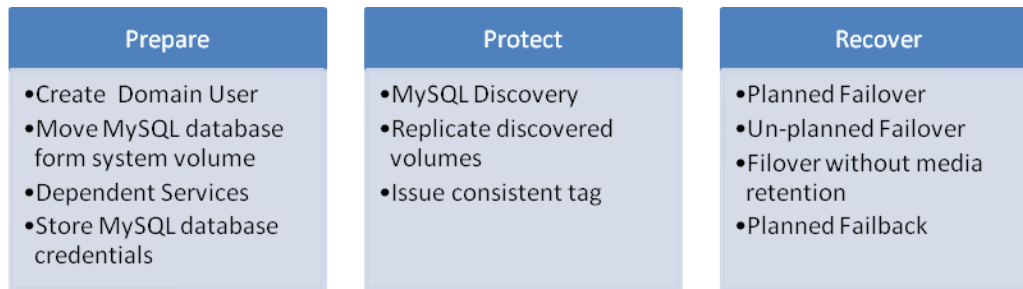 Prepare
•Create Domain User
•Move MySQL database
form system volume
•Dependent Services
•Store MySQL database
credentials
Protect
•MySQL Discovery
•Replicate discovered
volumes
•Issue consistent tag
Recover
•Planned Failover
•Un-planned Failover
•Filover without media
retention
•Planned Failback